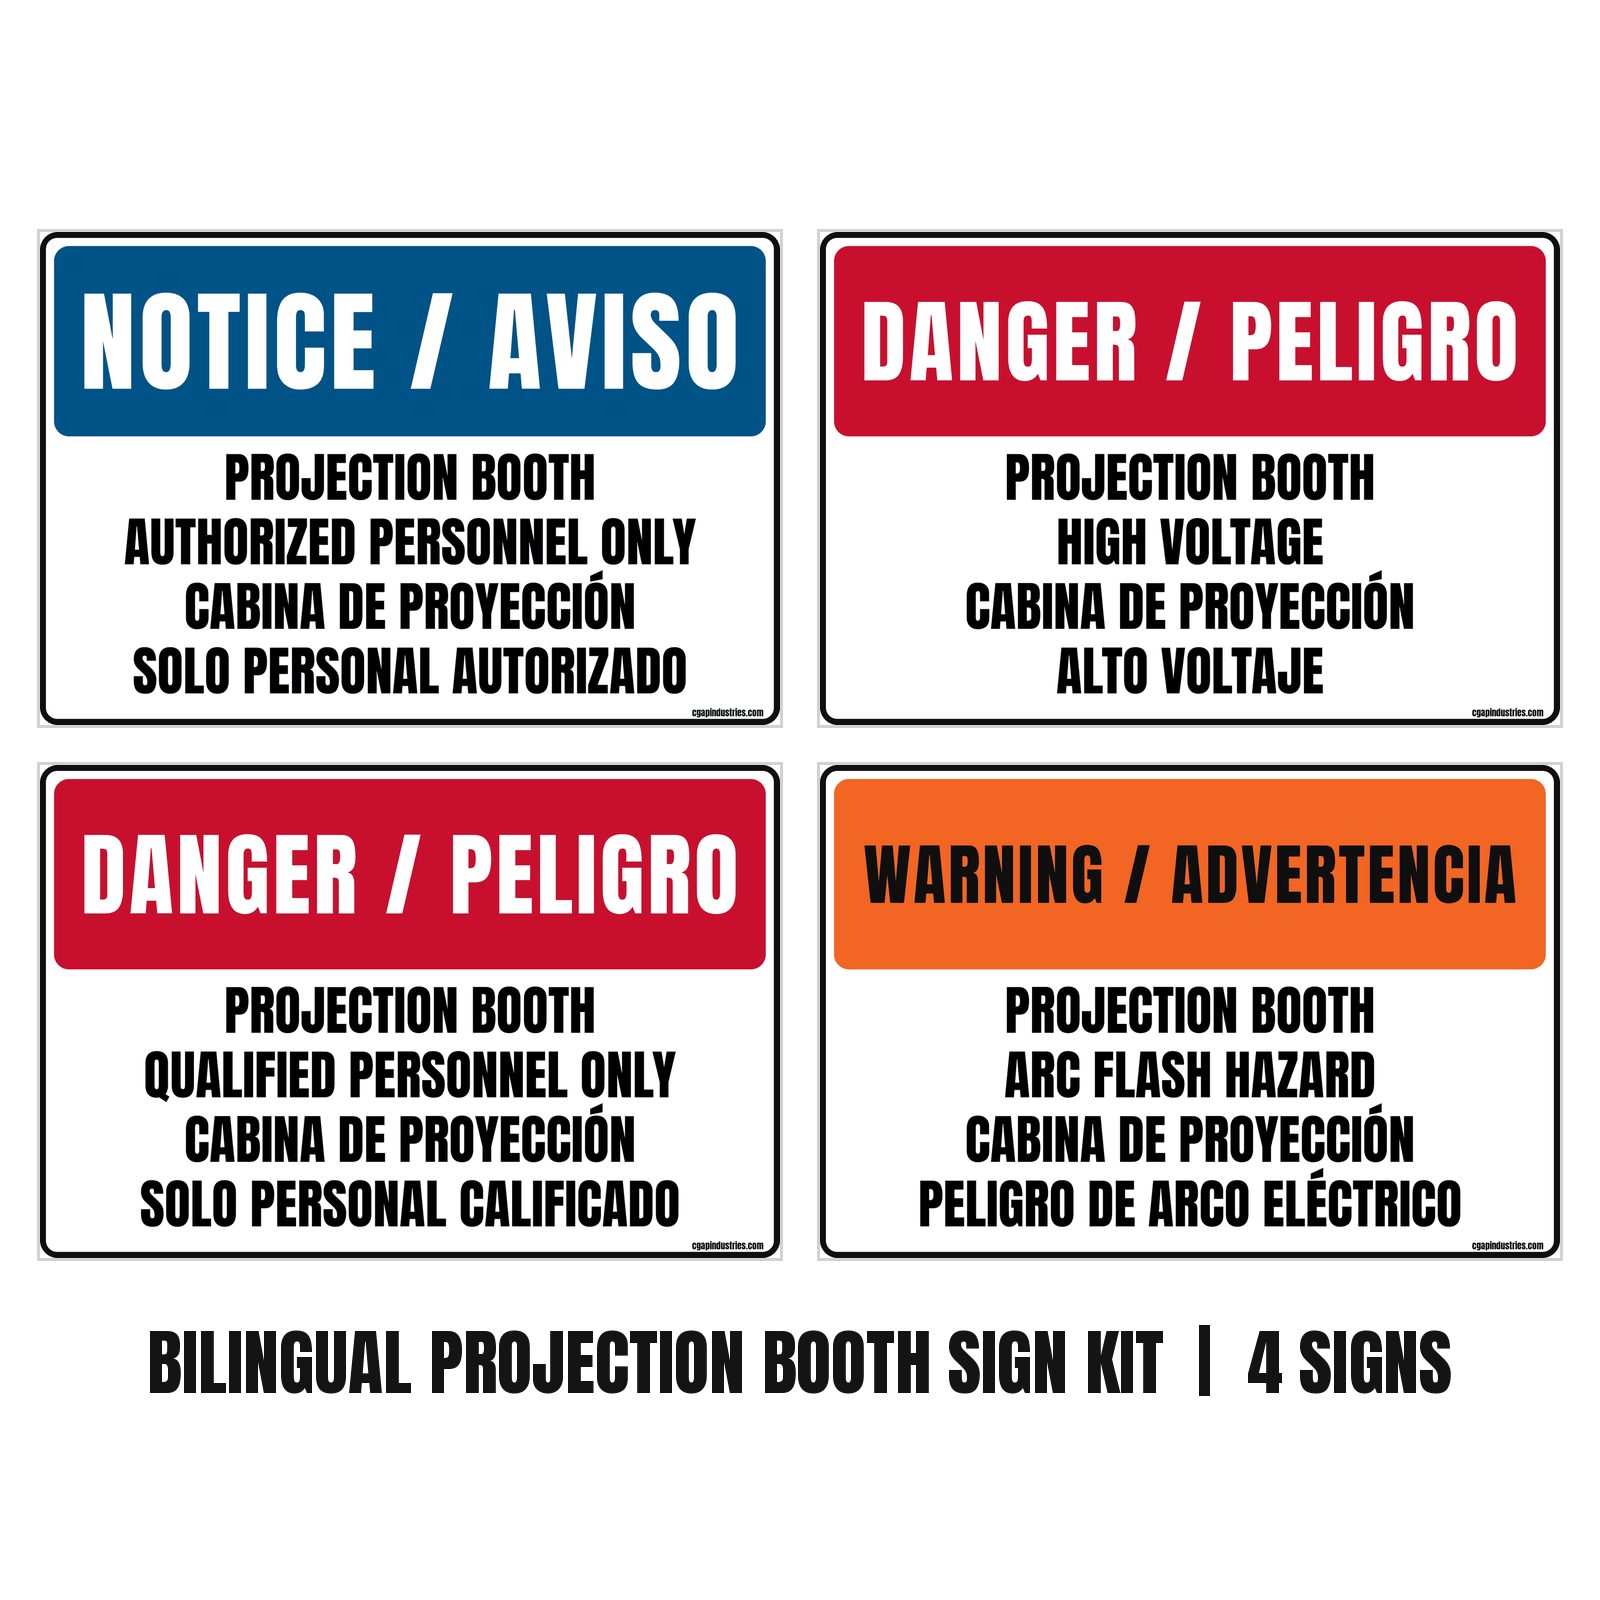 NOTICE / AVISO
PROJECTION BOOTH
AUTHORIZED PERSONNEL ONLY
CABINA DE PROYECCIÓN
SOLO PERSONAL AUTORIZADO
cgapindustries.com
DANGER / PELIGRO
PROJECTION BOOTH
HIGH VOLTAGE
CABINA DE PROYECCIÓN
ALTO VOLTAJE
cgapindustries.com
DANGER / PELIGRO
PROJECTION BOOTH
QUALIFIED PERSONNEL ONLY
CABINA DE PROYECCIÓN
SOLO PERSONAL CALIFICADO
cgapindustries.com
WARNING / ADVERTENCIA
PROJECTION BOOTH
ARC FLASH HAZARD
CABINA DE PROYECCIÓN
PELIGRO DE ARCO ELÉCTRICO
cgapindustries.com
BILINGUAL PROJECTION BOOTH SIGN KIT | 4 SIGNS